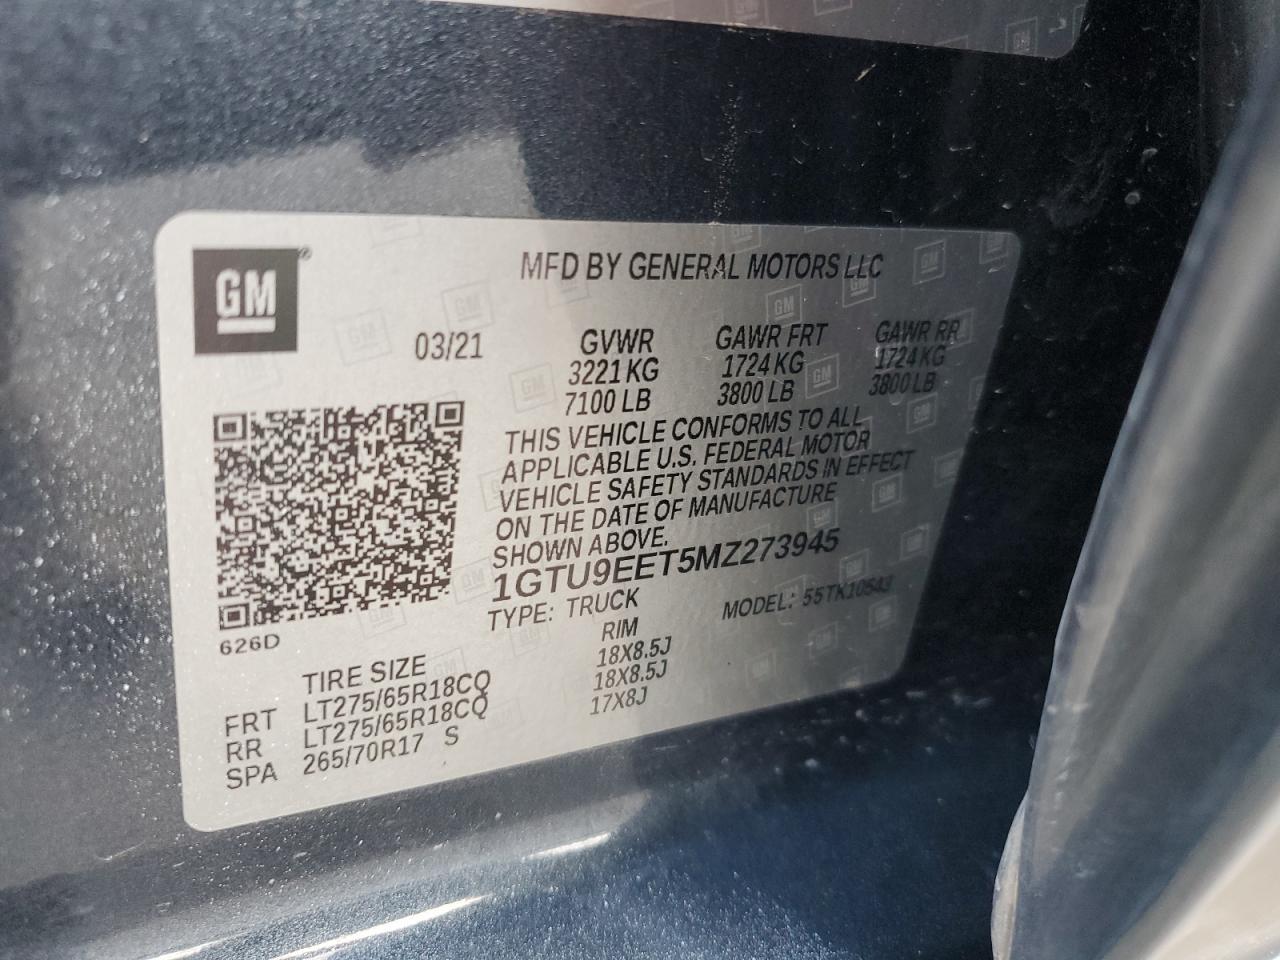 GM
MFD BY GENERAL MOTORS LLC
03/21
GVWR GAWR FRT GAWR RR
3221 KG 1724 KG 1724 KG
7100 LB 3800 LB 3800 LB
THIS VEHICLE CONFORMS TO ALL
APPLICABLE U.S. FEDERAL MOTOR
VEHICLE SAFETY STANDARDS IN EFFECT
ON THE DATE OF MANUFACTURE
SHOWN ABOVE.
1GTU9EET5MZ273945
TYPE: TRUCK MODEL: 55TK10543
626D
TIRE SIZE RIM
FRT LT275/65R18CQ 18X8.5J
RR LT275/65R18CQ 18X8.5J
SPA 265/70R17 S 17X8J